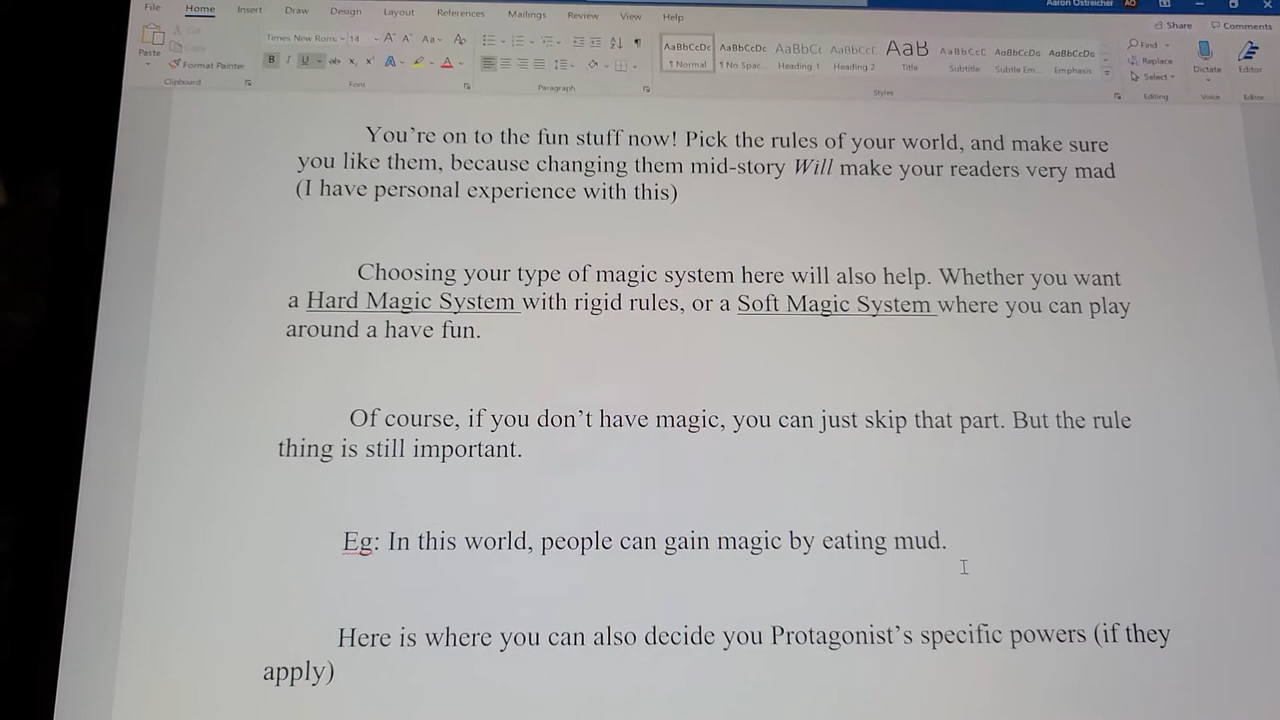 Aaron Ostreicher AO
File Home Insert Draw Design Layout References Mailings Review View Help
Share Comments
Paste Cut Copy Format Painter
Times New Rom 14 A A Aa A
B I U ab x x A A
AaBbCcDc AaBbCcDc AaBbCc AaBbCcC AaB AaBbCcC AaBbCcDa AaBbCcDa
¶ Normal ¶ No Spac... Heading 1 Heading 2 Title Subtitle Subtle Em... Emphasis
Find
Replace
Select
Dictate Editor
Clipboard Font Paragraph Styles Editing Voice Editor
You’re on to the fun stuff now! Pick the rules of your world, and make sure
you like them, because changing them mid-story Will make your readers very mad
(I have personal experience with this)
Choosing your type of magic system here will also help. Whether you want
a Hard Magic System with rigid rules, or a Soft Magic System where you can play
around a have fun.
Of course, if you don’t have magic, you can just skip that part. But the rule
thing is still important.
Eg: In this world, people can gain magic by eating mud.
Here is where you can also decide you Protagonist’s specific powers (if they
apply)